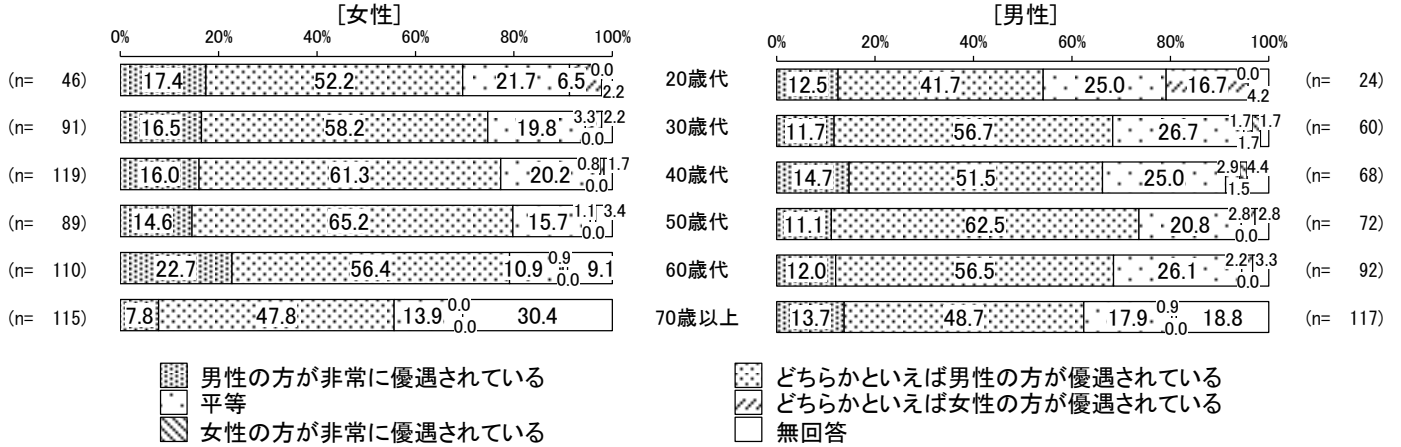 [女性] [男性]
0% 20% 40% 60% 80% 100% 0% 20% 40% 60% 80% 100%
(n= 46) 17.4 52.2 21.7 6.5 0.0 2.2 20歳代 12.5 41.7 25.0 16.7 0.0 4.2 (n= 24)
(n= 91) 16.5 58.2 19.8 3.3 0.0 2.2 30歳代 11.7 56.7 26.7 1.7 1.7 1.7 (n= 60)
(n= 119) 16.0 61.3 20.2 0.8 0.0 1.7 40歳代 14.7 51.5 25.0 2.9 1.5 4.4 (n= 68)
(n= 89) 14.6 65.2 15.7 1.1 0.0 3.4 50歳代 11.1 62.5 20.8 2.8 0.0 2.8 (n= 72)
(n= 110) 22.7 56.4 10.9 0.9 0.0 9.1 60歳代 12.0 56.5 26.1 2.2 0.0 3.3 (n= 92)
(n= 115) 7.8 47.8 13.9 0.0 0.0 30.4 70歳以上 13.7 48.7 17.9 0.9 0.0 18.8 (n= 117)
男性の方が非常に優遇されている どちらかといえば男性の方が優遇されている
平等 どちらかといえば女性の方が優遇されている
女性の方が非常に優遇されている 無回答